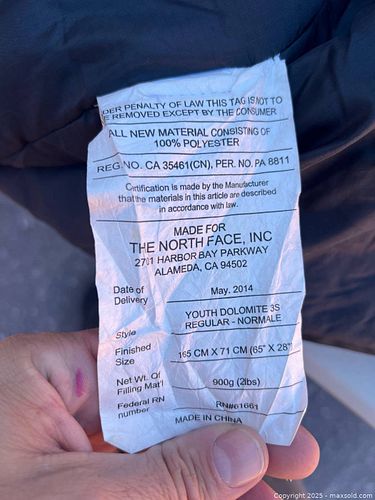 DER PENALTY OF LAW THIS TAG IS NOT TO
E REMOVED EXCEPT BY THE CONSUMER
ALL NEW MATERIAL CONSISTING OF
100% POLYESTER
REG NO. CA 35461(CN), PER. NO. PA 8811
Certification is made by the Manufacturer
that the materials in this article are described
in accordance with law.
MADE FOR
THE NORTH FACE, INC
2701 HARBOR BAY PARKWAY
ALAMEDA, CA 94502
Date of
Delivery
May. 2014
Style
YOUTH DOLOMITE 3S
REGULAR - NORMALE
Finished
Size
165 CM X 71 CM (65" X 28"
Net Wt. Of
Filling Mat'l
900g (2lbs)
Federal RN
number
RN#61661
MADE IN CHINA
Copyright © 2025 - maxsold.com